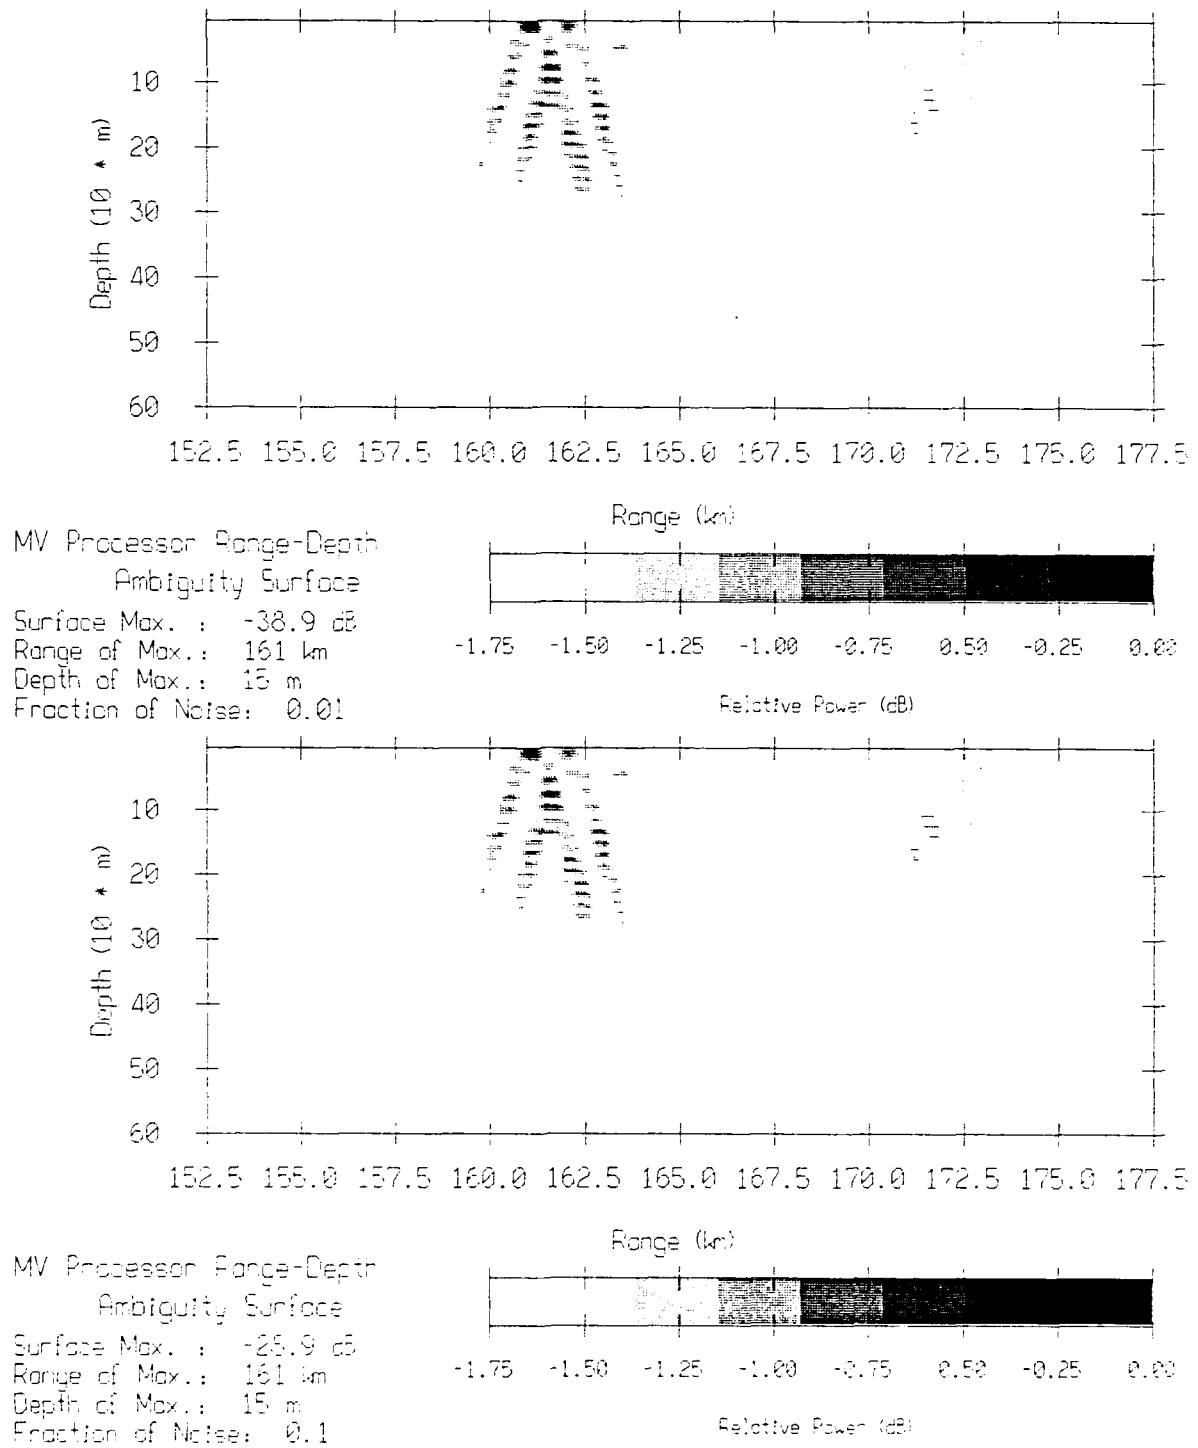 10
20
30
40
50
60
Depth (10 * m)
152.5 155.0 157.5 160.0 162.5 165.0 167.5 170.0 172.5 175.0 177.5
Range (km)
MV Processor Range-Depth
Ambiguity Surface
Surface Max. : -38.9 dB
Range of Max.: 161 km
Depth of Max.: 15 m
Fraction of Noise: 0.01
-1.75 -1.50 -1.25 -1.00 -0.75 0.50 -0.25 0.00
Relative Power (dB)
10
20
30
40
50
60
Depth (10 * m)
152.5 155.0 157.5 160.0 162.5 165.0 167.5 170.0 172.5 175.0 177.5
Range (km)
MV Processor Range-Depth
Ambiguity Surface
Surface Max. : dB
Range of Max.: 161 km
Depth of Max.: 15 m
Fraction of Noise: 0.1
-1.75 -1.50 -1.25 -1.00 -0.75 0.50 -0.25 0.00
Relative Power (dB)